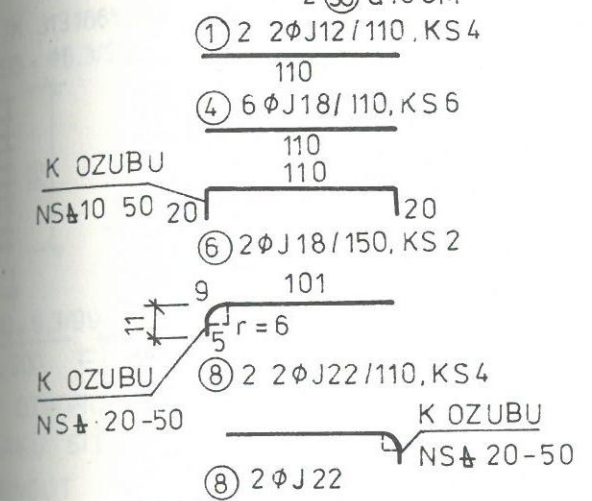 ① 2 2ΦJ12/110, KS4
110
④ 6ΦJ18/110, KS6
110
110
K OZUBU
NS 10 50 20
20
⑥ 2ΦJ18/150, KS2
9 101
11
5 r=6
K OZUBU
NS 20-50
⑧ 2 2ΦJ22/110, KS4
K OZUBU
NS 20-50
⑧ 2ΦJ22